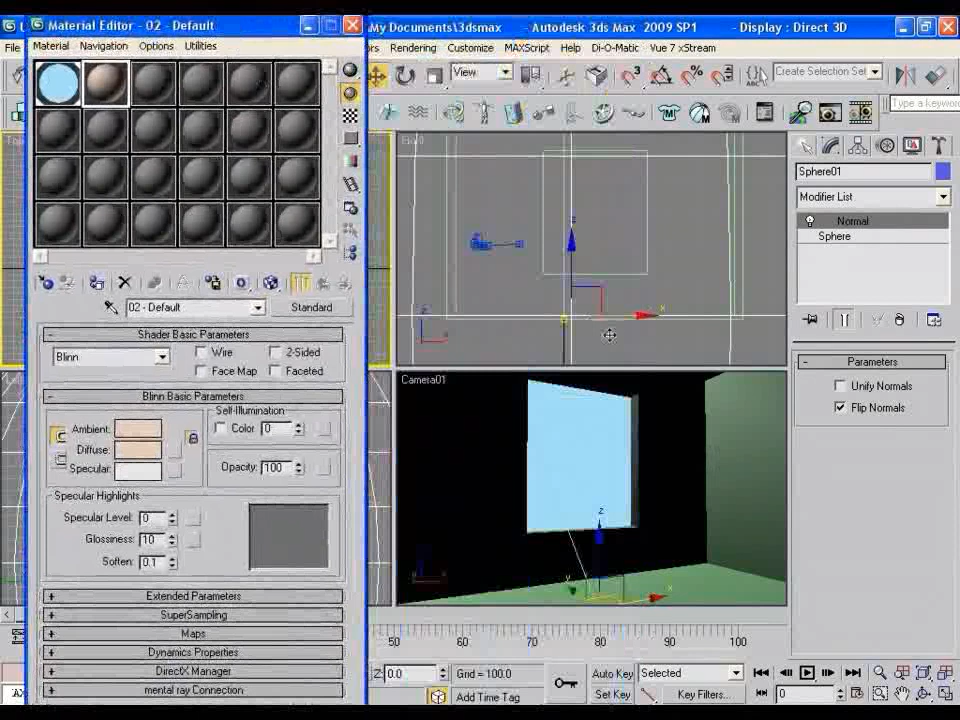 Material Editor - 02 - Default
My Documents\3dsmax - Autodesk 3ds Max 2009 SP1 - Display : Direct 3D
Material Navigation Options Utilities
File
Rendering Customize MAXScript Help Di-O-Matic Vue 7 xStream
View
Create Selection Set
Type a keyword
Sphere01
Modifier List
Normal
Sphere
02 - Default
Standard
Shader Basic Parameters
Blinn
Wire
2-Sided
Face Map
Faceted
Blinn Basic Parameters
Ambient:
Diffuse:
Specular:
Self-Illumination
Color 0
Opacity: 100
Specular Highlights
Specular Level: 0
Glossiness: 10
Soften: 0.1
Extended Parameters
SuperSampling
Maps
Dynamics Properties
DirectX Manager
mental ray Connection
z
x
Camera01
z
y
x
Parameters
Unify Normals
Flip Normals
50 60 70 80 90 100
Z: 0.0
Grid = 100.0
Add Time Tag
Auto Key
Selected
Set Key
Key Filters...
0